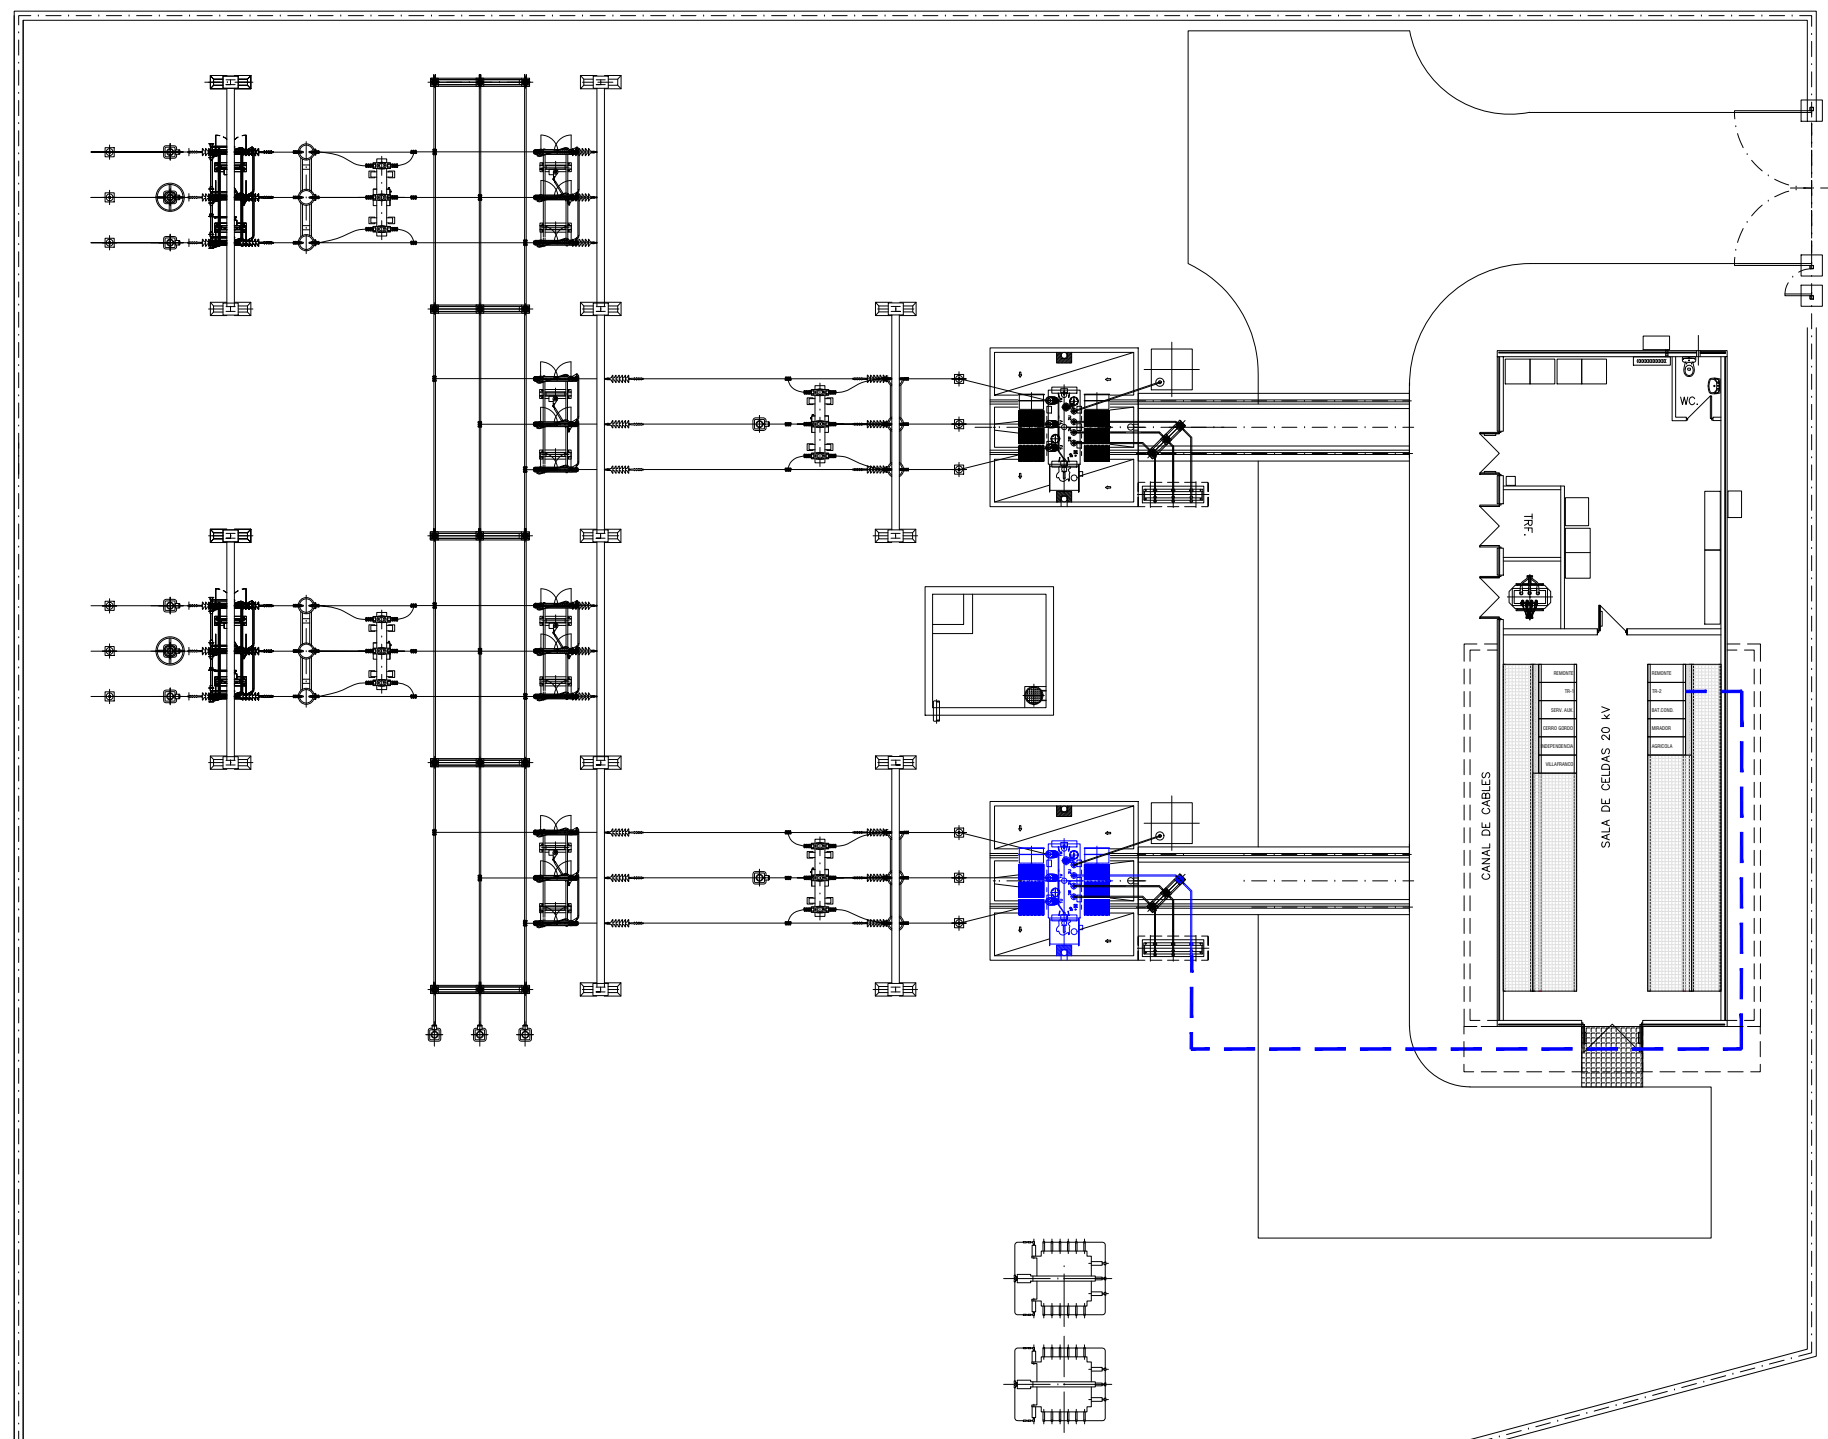 WC.
TRF.
REMONTE
TR-1
SERV. AUX.
CERRO GORDO
INDEPENDENCIA
VILLAFRANCO
REMONTE
TR-2
BAT.COND.
MIRADOR
AGRICOLA
SALA DE CELDAS 20 kV
CANAL DE CABLES